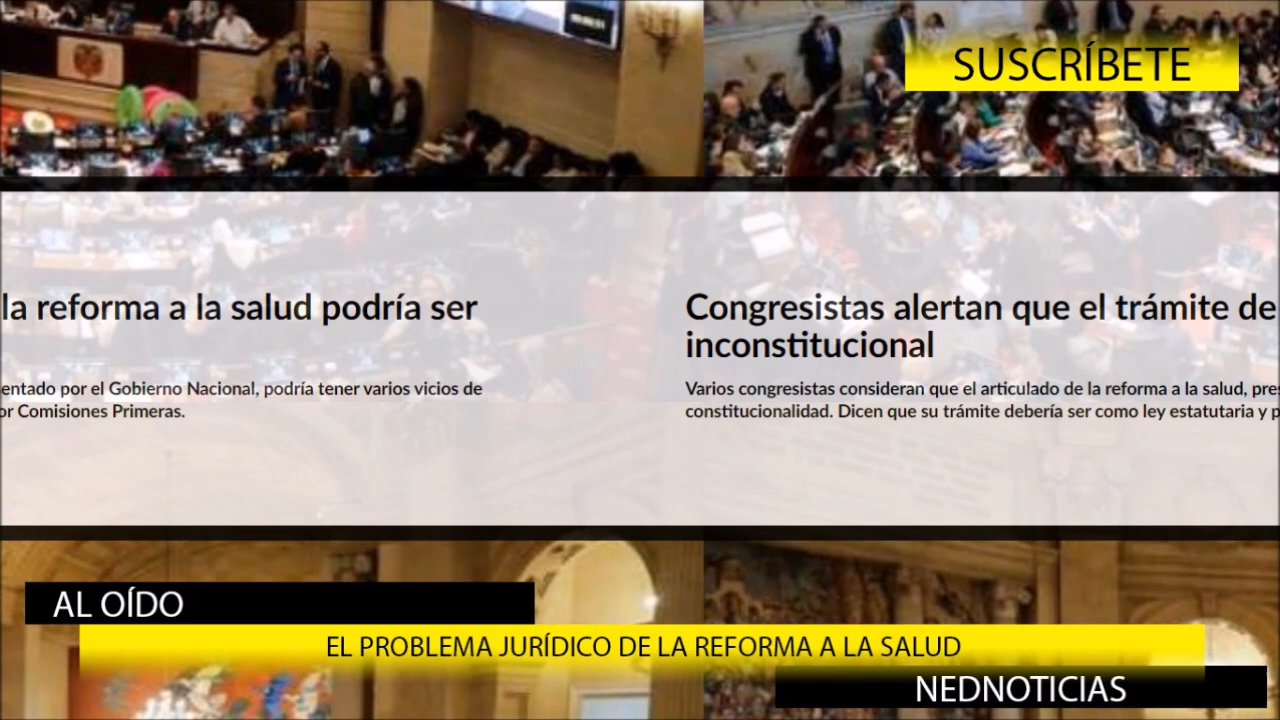 SUSCRÍBETE
la reforma a la salud podría ser
entado por el Gobierno Nacional, podría tener varios vicios de
or Comisiones Primeras.
Congresistas alertan que el trámite de
inconstitucional
Varios congresistas consideran que el articulado de la reforma a la salud, pres
constitucionalidad. Dicen que su trámite debería ser como ley estatutaria y p
AL OÍDO
EL PROBLEMA JURÍDICO DE LA REFORMA A LA SALUD
NEDNOTICIAS